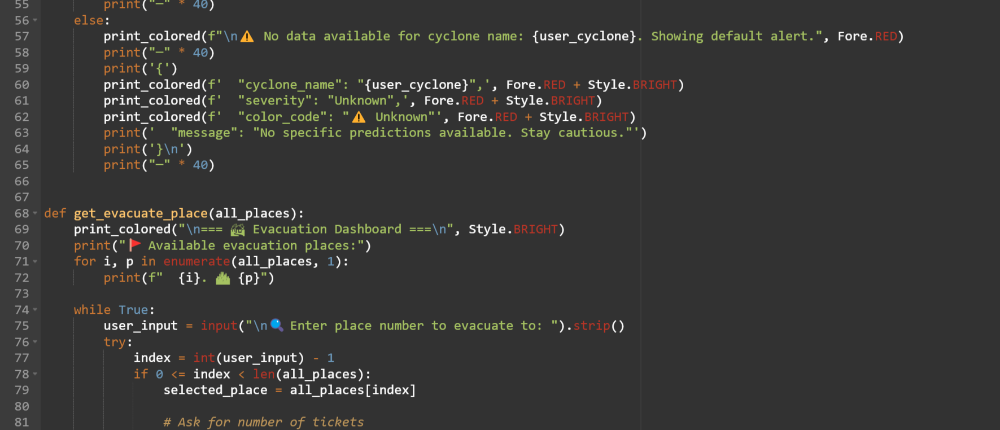 55        print("─" * 40)
56    else:
57        print_colored(f"\n⚠️ No data available for cyclone name: {user_cyclone}. Showing default alert.", Fore.RED)
58        print("─" * 40)
59        print('{')
60        print_colored(f'  "cyclone_name": "{user_cyclone}",', Fore.RED + Style.BRIGHT)
61        print_colored(f'  "severity": "Unknown",', Fore.RED + Style.BRIGHT)
62        print_colored(f'  "color_code": "⚠️ Unknown"', Fore.RED + Style.BRIGHT)
63        print('  "message": "No specific predictions available. Stay cautious."')
64        print('}\n')
65        print("─" * 40)
66
67
68 def get_evacuate_place(all_places):
69    print_colored("\n=== 🏘 Evacuation Dashboard ===\n", Style.BRIGHT)
70    print("🚩 Available evacuation places:")
71    for i, p in enumerate(all_places, 1):
72        print(f"  {i}. 🏙 {p}")
73
74    while True:
75        user_input = input("\n🔍 Enter place number to evacuate to: ").strip()
76        try:
77            index = int(user_input) - 1
78            if 0 <= index < len(all_places):
79                selected_place = all_places[index]
80
81                # Ask for number of tickets